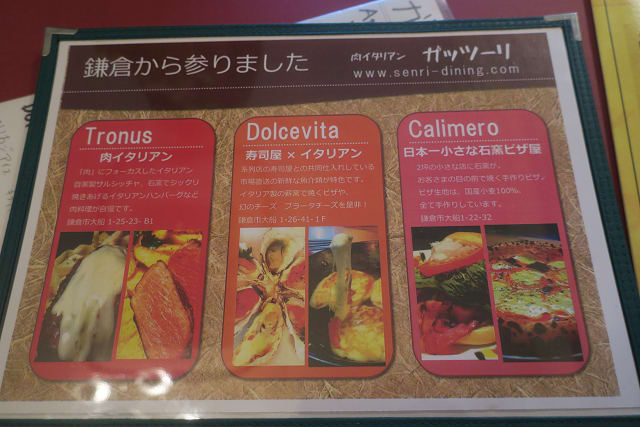 鎌倉から参りました
肉イタリアン ガッツーリ
www.senri-dining.com
Tronus
肉イタリアン
「肉」にフォーカスしたイタリアン
自家製サルシッチャ、石窯でジックリ
焼きあげるイタリアンハンバーグなど
肉料理が自慢です。
鎌倉市大船 1-25-23- B1
Dolcevita
寿司屋 × イタリアン
系列店の寿司屋との共同仕入れしている
市場直送の新鮮な魚介類が特色です。
イタリア製の薪窯で焼くピザや、
幻のチーズ ブラータチーズを是非！
鎌倉市大船1-26-41-1F
Calimero
日本一小さな石窯ピザ屋
2坪の小さな店に石窯が。
お客さまの目の前で焼く手作りピザ。
ピザ生地は、国産小麦100%。
全て手作りしています。
鎌倉市大船1-22-32